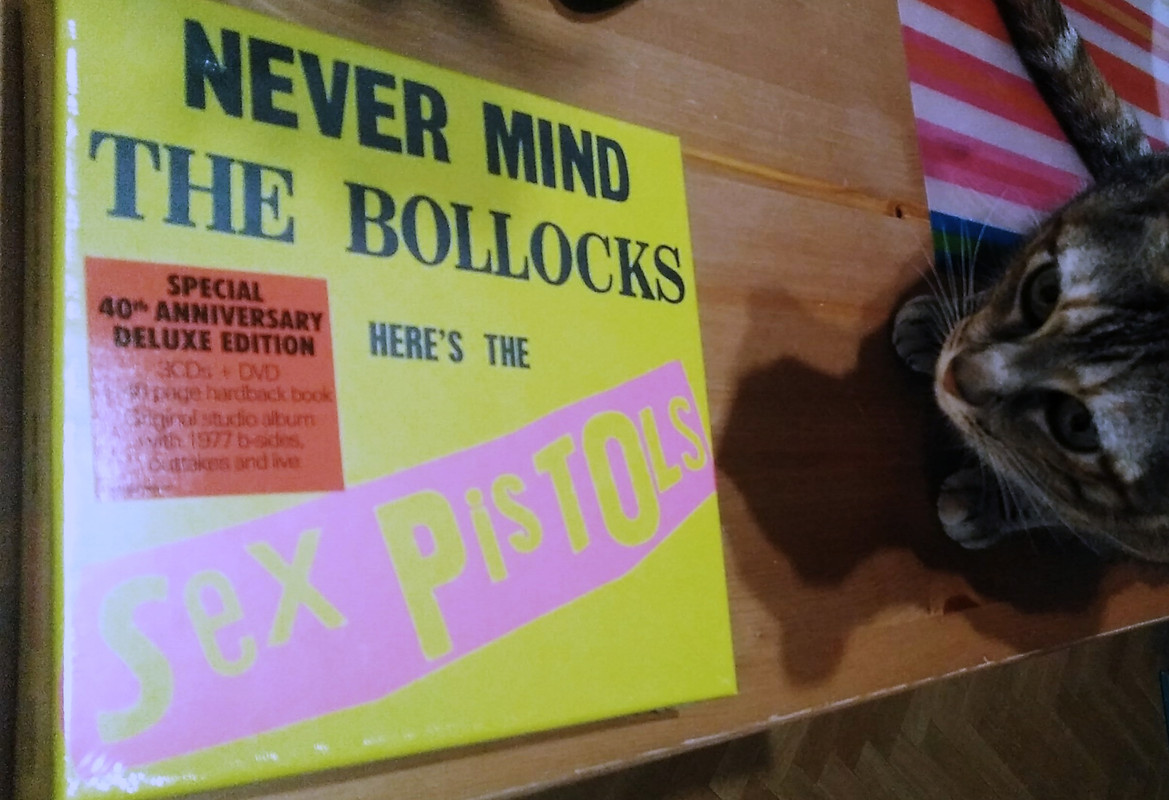 NEVER MIND
THE BOLLOCKS
HERE'S THE
SEX PiSTOLS
SPECIAL
40th ANNIVERSARY
DELUXE EDITION
3CDs + DVD
page hardback book
Original studio album
with 1977 b-sides,
outtakes and live